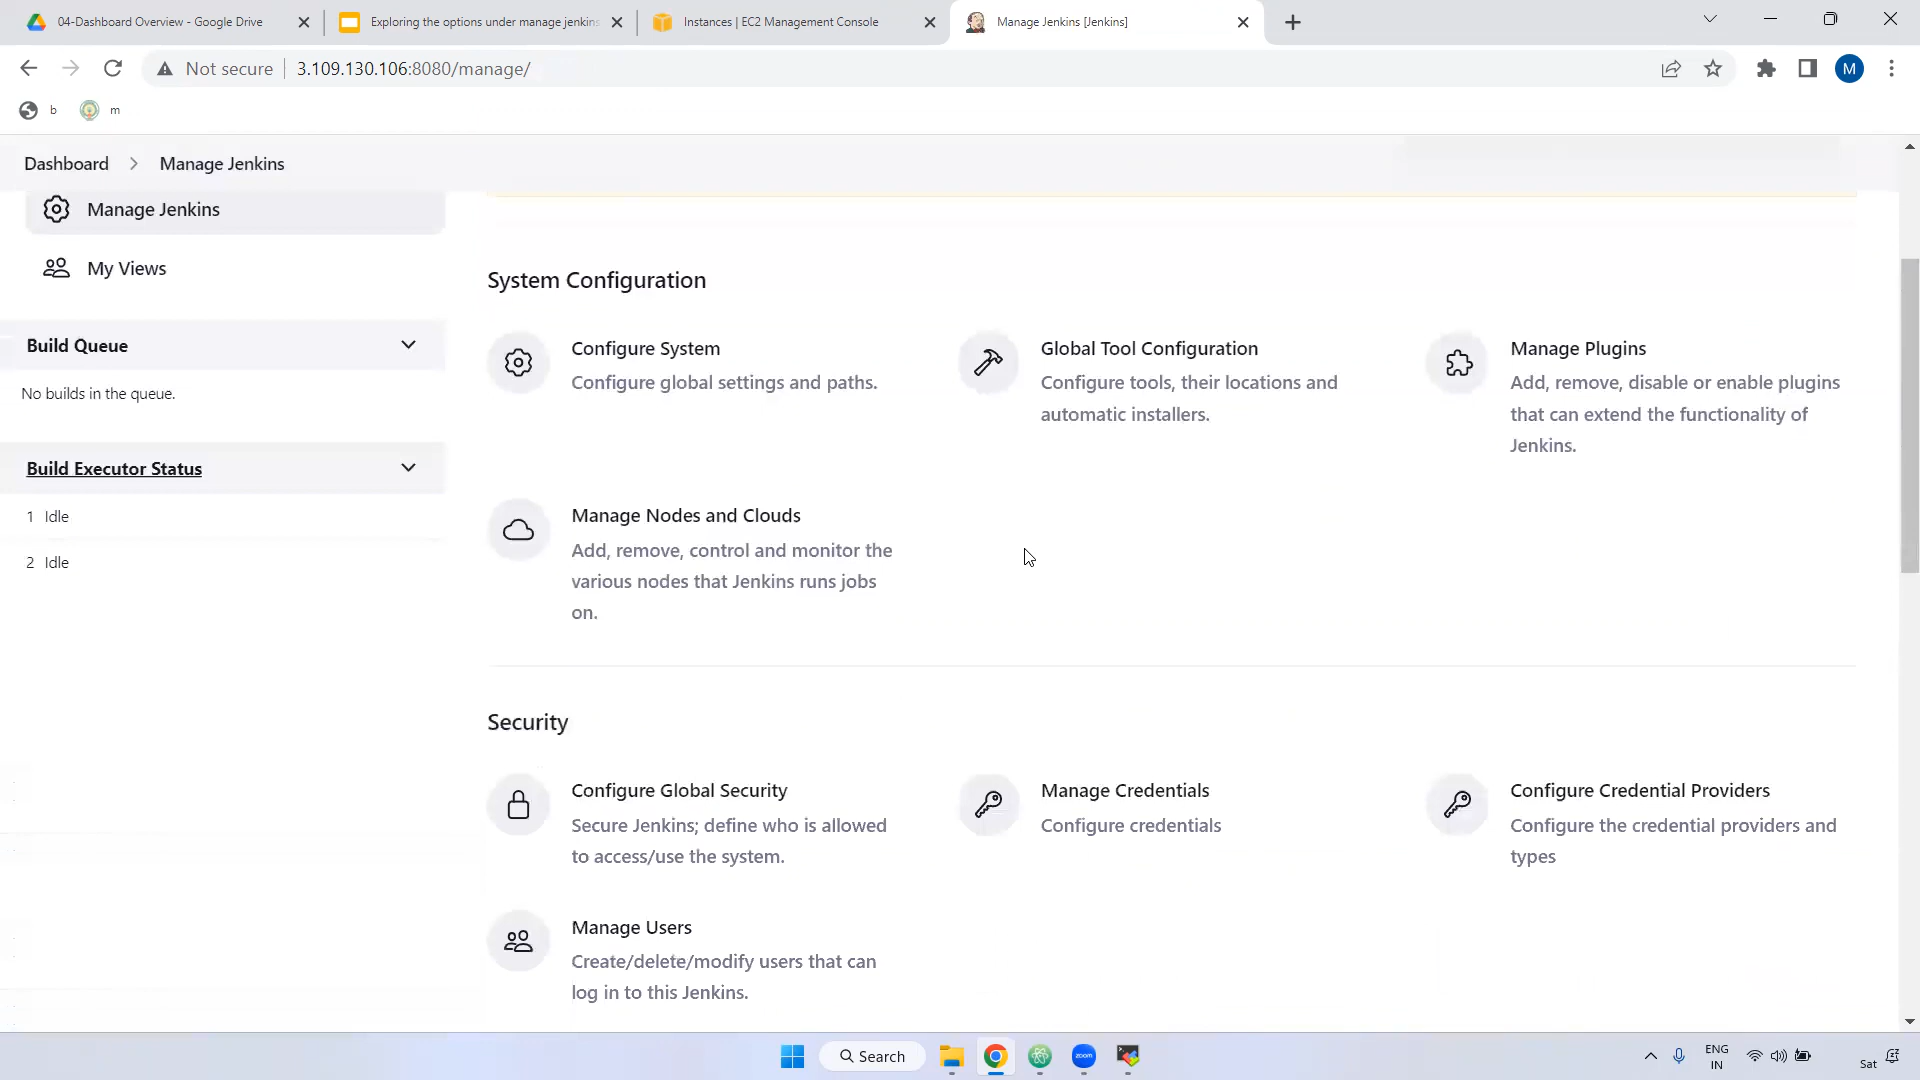 04-Dashboard Overview - Google Drive
Exploring the options under manage jenkins
Instances | EC2 Management Console
Manage Jenkins [Jenkins]
Not secure
3.109.130.106:8080/manage/
M
b
m
Dashboard
Manage Jenkins
Manage Jenkins
My Views
Build Queue
No builds in the queue.
Build Executor Status
1 Idle
2 Idle
System Configuration
Configure System
Configure global settings and paths.
Global Tool Configuration
Configure tools, their locations and
automatic installers.
Manage Plugins
Add, remove, disable or enable plugins
that can extend the functionality of
Jenkins.
Manage Nodes and Clouds
Add, remove, control and monitor the
various nodes that Jenkins runs jobs
on.
Security
Configure Global Security
Secure Jenkins; define who is allowed
to access/use the system.
Manage Credentials
Configure credentials
Configure Credential Providers
Configure the credential providers and
types
Manage Users
Create/delete/modify users that can
log in to this Jenkins.
Search
zoom
ENG
IN
Sat